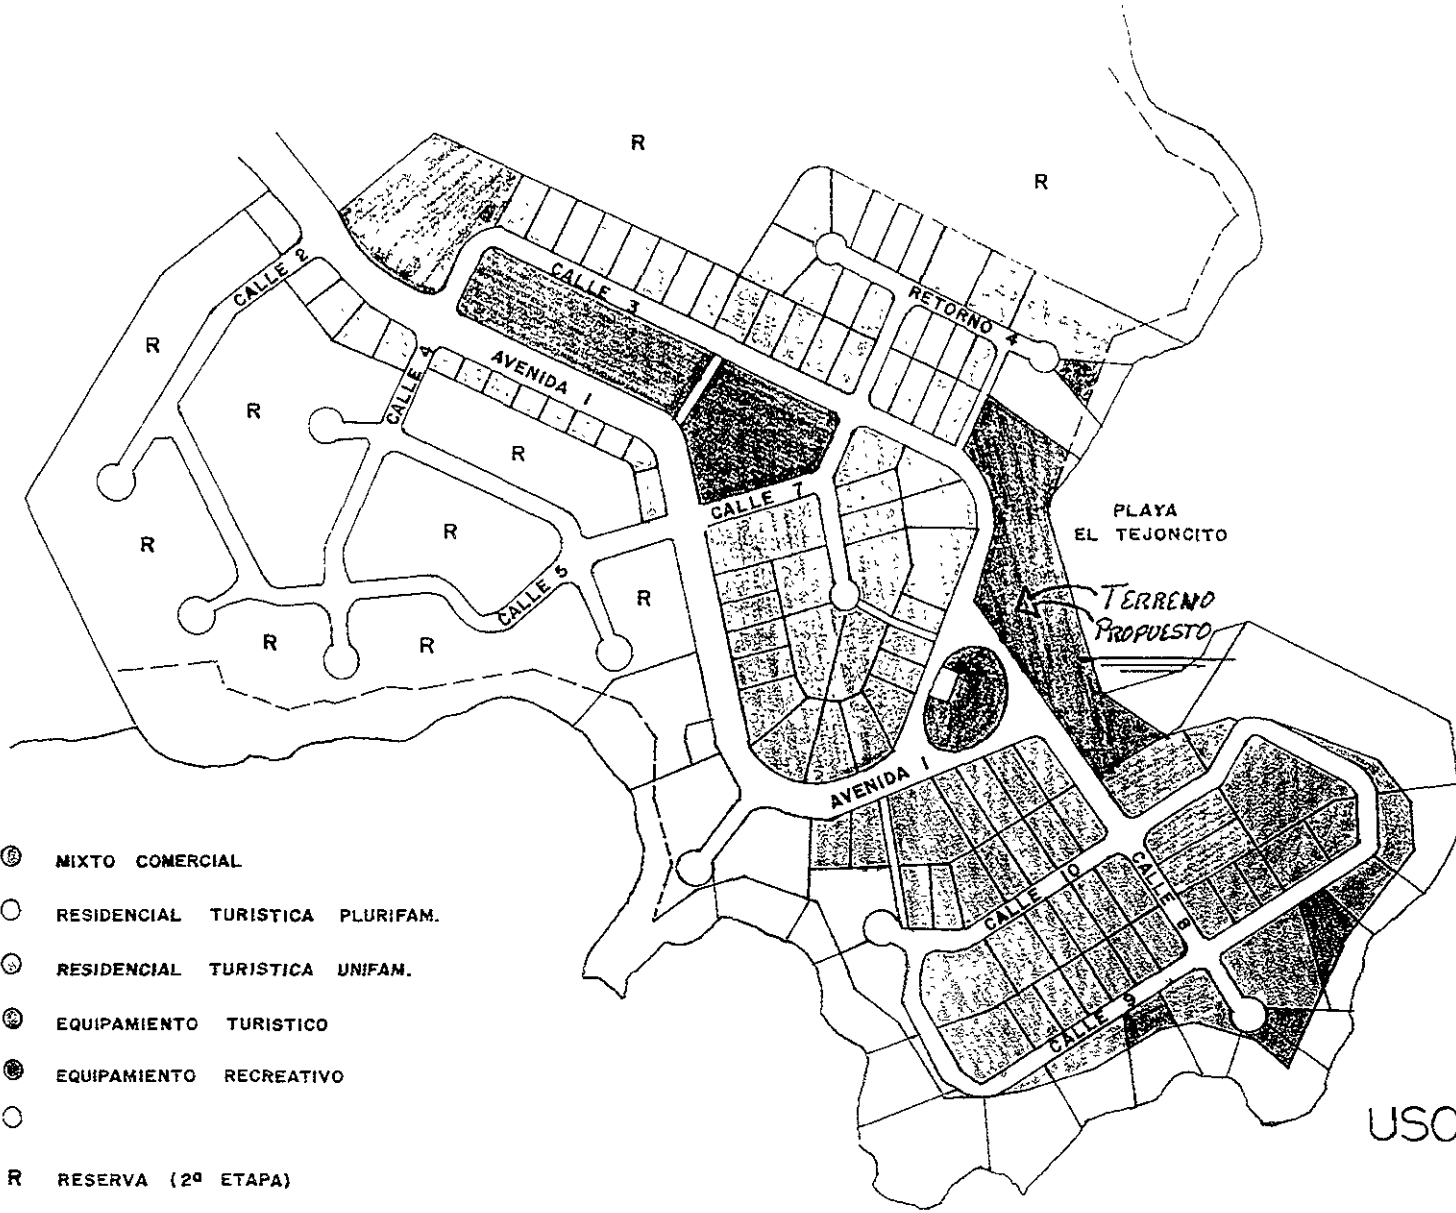 R
R
CALLE 2
CALLE 3
RETORNO 4
R
AVENIDA 1
CALLE 4
R
R
CALLE 7
PLAYA
EL TEJONCITO
R
R
CALLE 5
R
TERRENO
PROPUESTO
R
R
AVENIDA 1
MIXTO COMERCIAL
RESIDENCIAL TURISTICA PLURIFAM.
RESIDENCIAL TURISTICA UNIFAM.
EQUIPAMIENTO TURISTICO
EQUIPAMIENTO RECREATIVO
R RESERVA (2ª ETAPA)
CALLE 10
CALLE 8
CALLE 9
USO